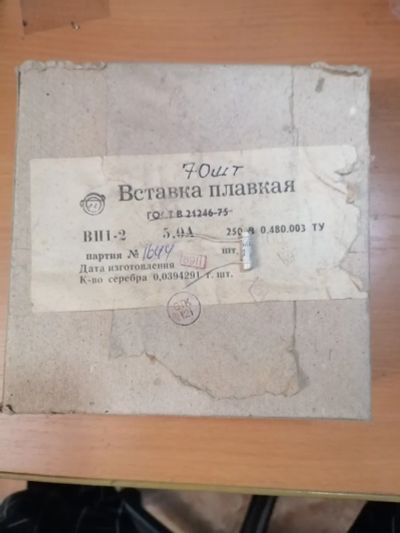 70шт
Вставка плавкая
ГОСТ В 21246-75
ВП1-2 5,0А 250 В 0.480.003 ТУ
партия № 1644 шт.
Дата изготовления
К-во серебра 0,0394291 г. шт.
ОТК